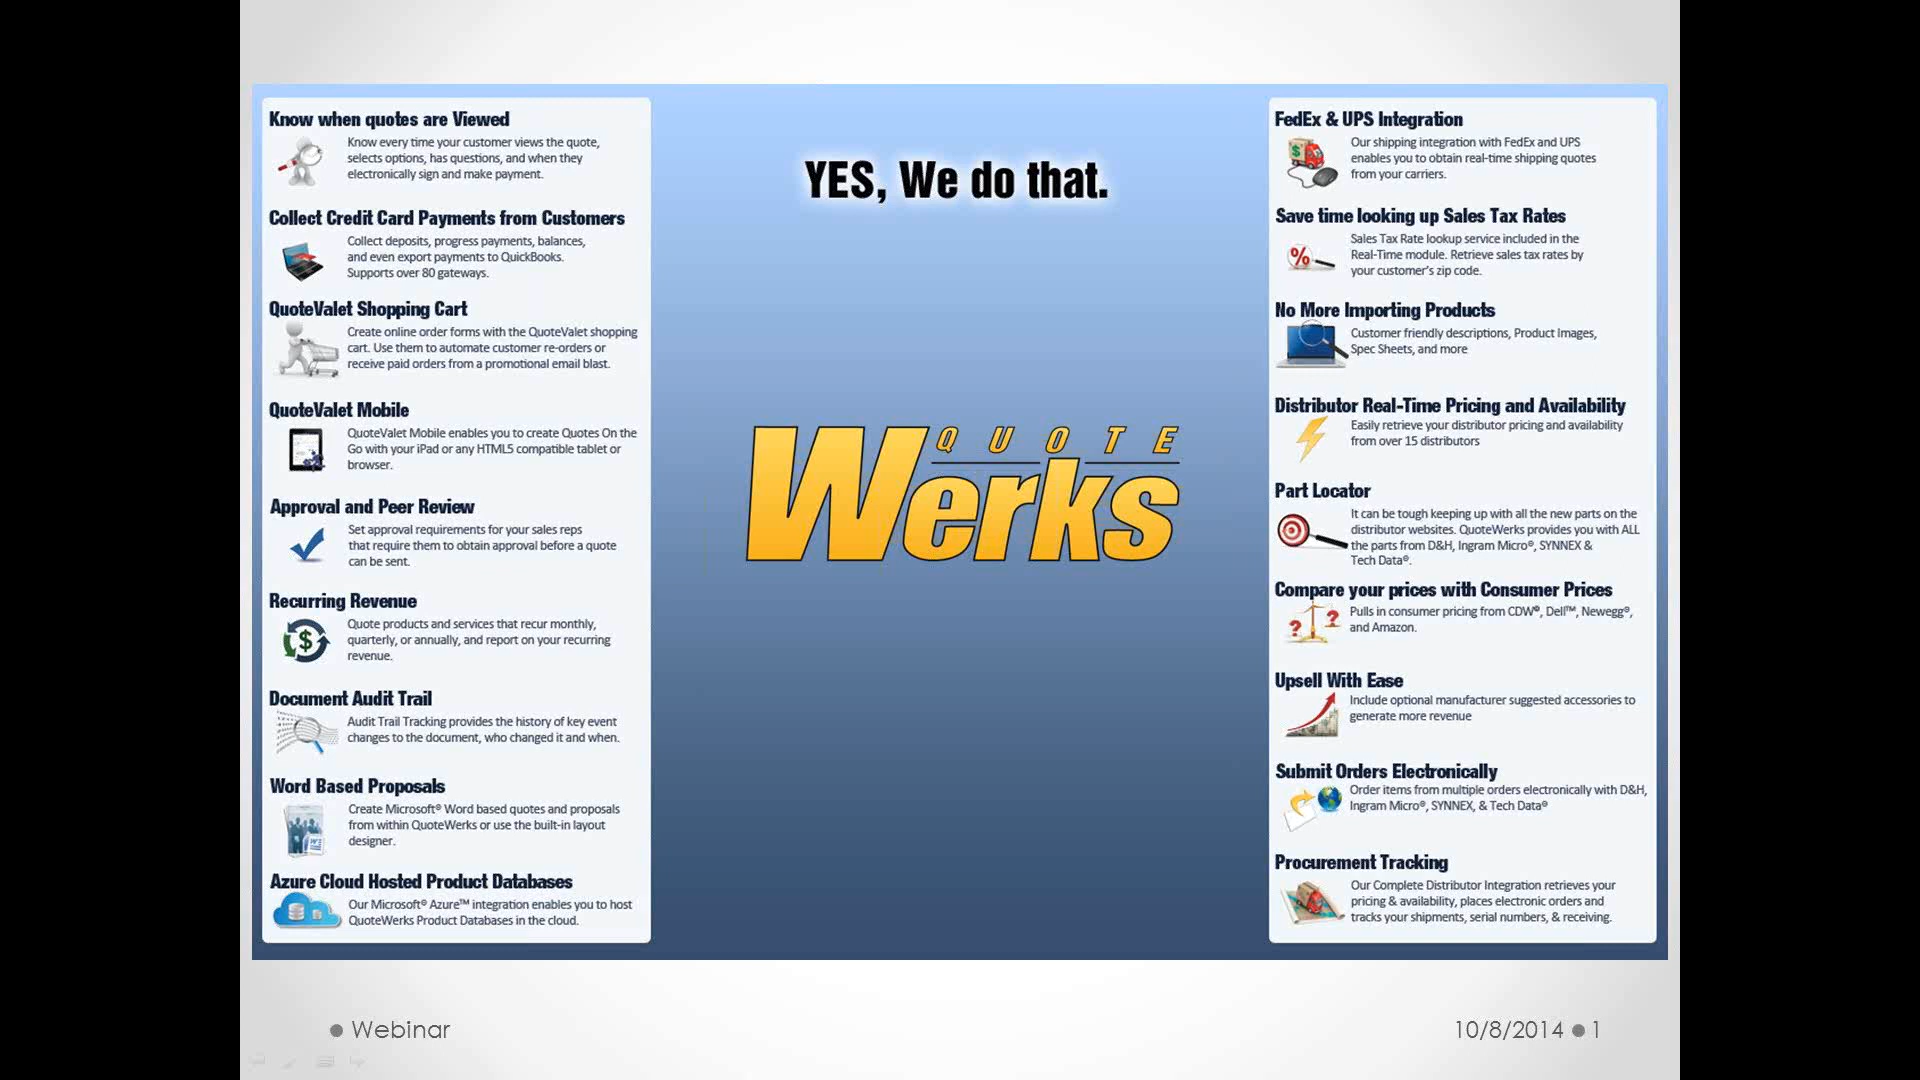 Know when quotes are Viewed
Know every time your customer views the quote,
selects options, has questions, and when they
electronically sign and make payment.
Collect Credit Card Payments from Customers
Collect deposits, progress payments, balances,
and even export payments to QuickBooks.
Supports over 80 gateways.
QuoteValet Shopping Cart
Create online order forms with the QuoteValet shopping
cart. Use them to automate customer re-orders or
receive paid orders from a promotional email blast.
QuoteValet Mobile
QuoteValet Mobile enables you to create Quotes On the
Go with your iPad or any HTML5 compatible tablet or
browser.
Approval and Peer Review
Set approval requirements for your sales reps
that require them to obtain approval before a quote
can be sent.
Recurring Revenue
Quote products and services that recur monthly,
quarterly, or annually, and report on your recurring
revenue.
Document Audit Trail
Audit Trail Tracking provides the history of key event
changes to the document, who changed it and when.
Word Based Proposals
Create Microsoft® Word based quotes and proposals
from within QuoteWerks or use the built-in layout
designer.
Azure Cloud Hosted Product Databases
Our Microsoft® Azure™ integration enables you to host
QuoteWerks Product Databases in the cloud.
YES, We do that.
QUOTE
Werks
FedEx & UPS Integration
Our shipping integration with FedEx and UPS
enables you to obtain real-time shipping quotes
from your carriers.
Save time looking up Sales Tax Rates
Sales Tax Rate lookup service included in the
Real-Time module. Retrieve sales tax rates by
your customer's zip code.
No More Importing Products
Customer friendly descriptions, Product Images,
Spec Sheets, and more
Distributor Real-Time Pricing and Availability
Easily retrieve your distributor pricing and availability
from over 15 distributors
Part Locator
It can be tough keeping up with all the new parts on the
distributor websites. QuoteWerks provides you with ALL
the parts from D&H, Ingram Micro®, SYNNEX &
Tech Data®.
Compare your prices with Consumer Prices
Pulls in consumer pricing from CDW®, Dell™, Newegg®,
and Amazon.
Upsell With Ease
Include optional manufacturer suggested accessories to
generate more revenue
Submit Orders Electronically
Order items from multiple orders electronically with D&H,
Ingram Micro®, SYNNEX, & Tech Data®
Procurement Tracking
Our Complete Distributor Integration retrieves your
pricing & availability, places electronic orders and
tracks your shipments, serial numbers, & receiving.
Webinar
10/8/2014 ● 1